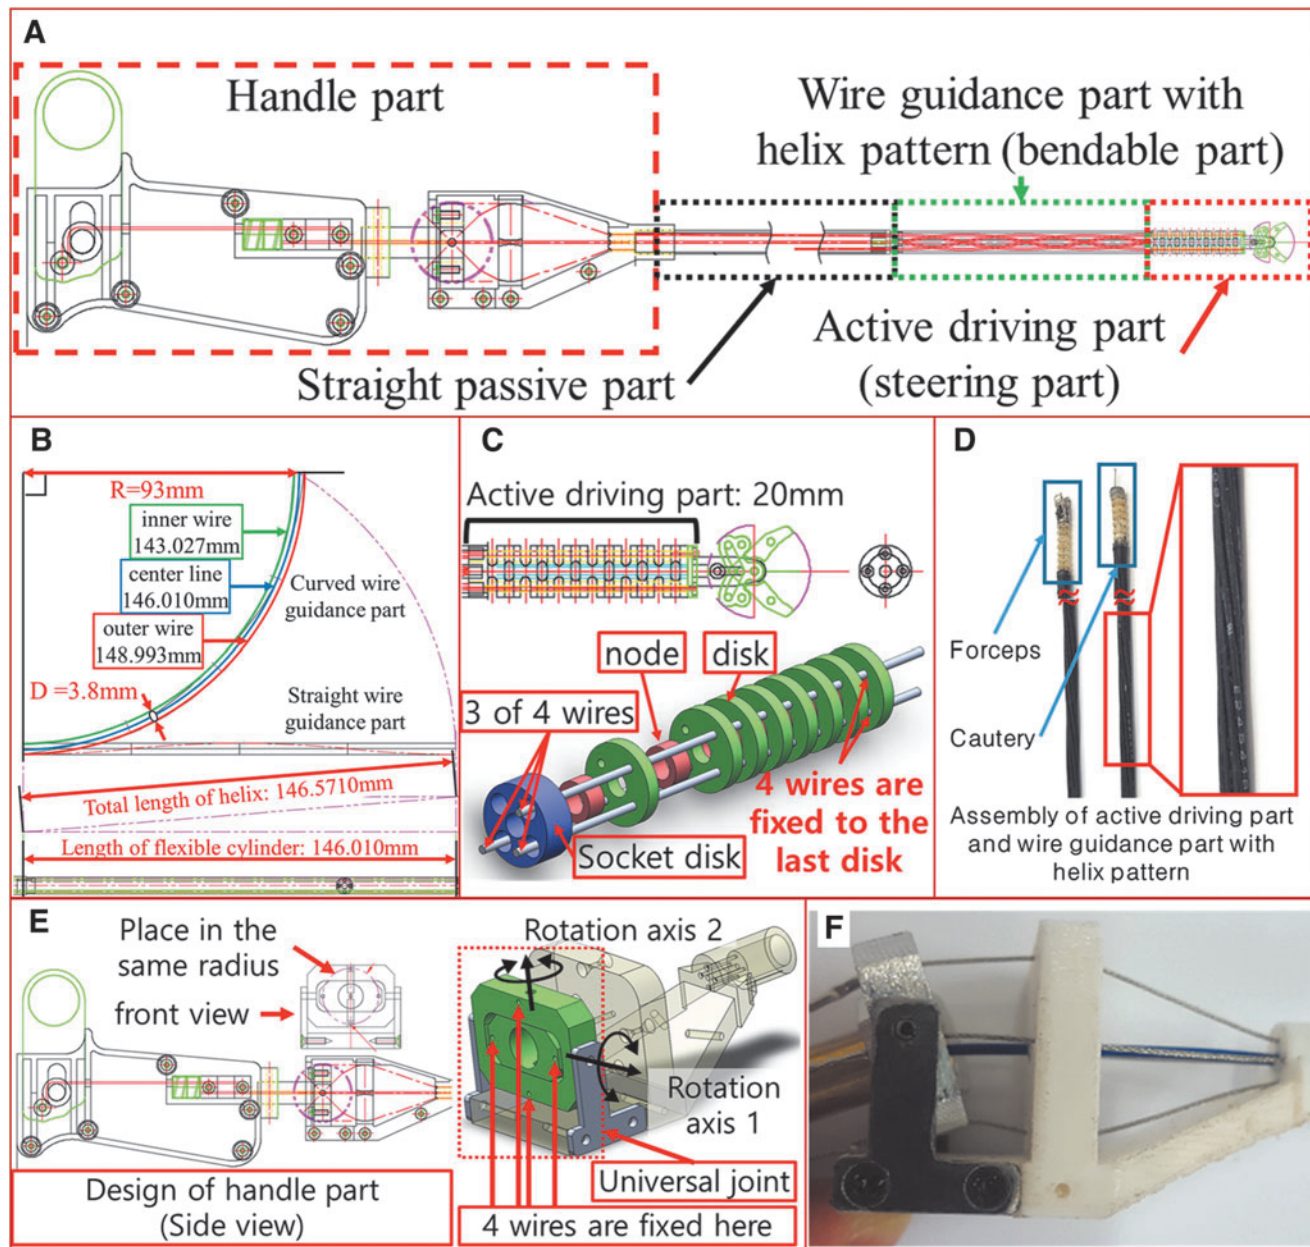 A
Handle part
Wire guidance part with
helix pattern (bendable part)
Straight passive part
Active driving part
(steering part)
B
R=93mm
inner wire
143.027mm
center line
146.010mm
outer wire
148.993mm
Curved wire
guidance part
D =3.8mm
Straight wire
guidance part
Total length of helix: 146.5710mm
Length of flexible cylinder: 146.010mm
C
Active driving part: 20mm
node
disk
3 of 4 wires
4 wires are
fixed to the
last disk
Socket disk
D
Forceps
Cautery
Assembly of active driving part
and wire guidance part with
helix pattern
E
Place in the
same radius
front view
Design of handle part
(Side view)
Rotation axis 2
Rotation
axis 1
Universal joint
4 wires are fixed here
F